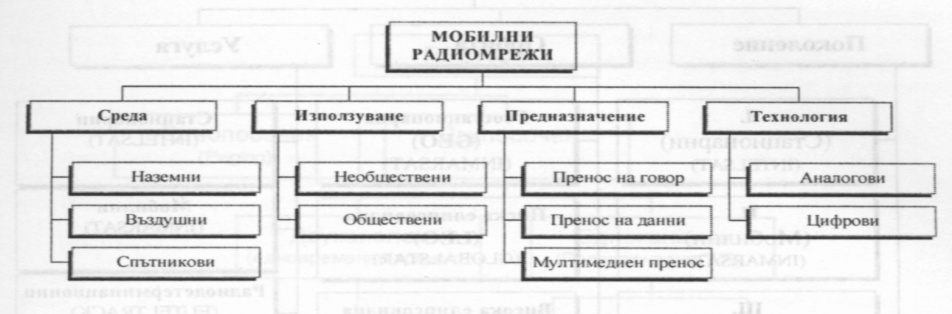 МОБИЛНИ
РАДИОМРЕЖИ
Среда
Използуване
Предназначение
Технология
Наземни
Въздушни
Спътникови
Необществени
Обществени
Пренос на говор
Пренос на данни
Мултимедиен пренос
Аналогови
Цифрови